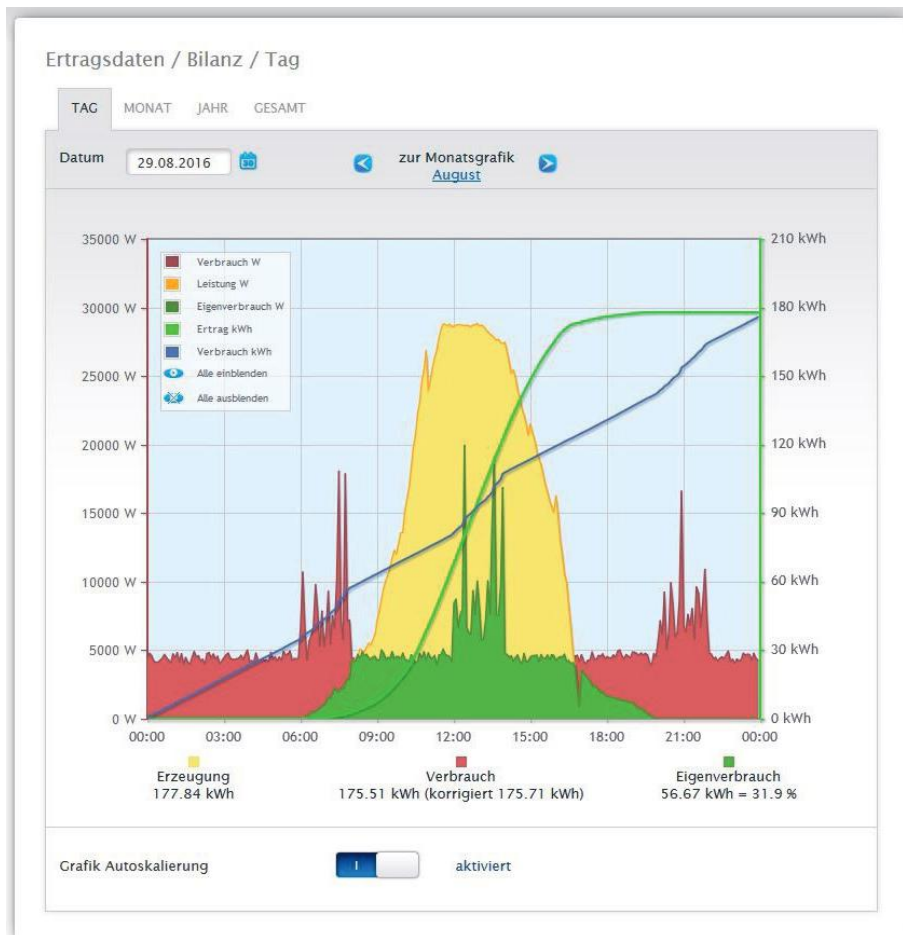 Ertragsdaten / Bilanz / Tag
TAG MONAT JAHR GESAMT
Datum 29.08.2016 30 zur Monatsgrafik
August
35000 W 210 kWh
Verbrauch W
Leistung W
30000 W 180 kWh
Eigenverbrauch W
Ertrag kWh
Verbrauch kWh
25000 W 150 kWh
Alle einblenden
Alle ausblenden
20000 W 120 kWh
15000 W 90 kWh
10000 W 60 kWh
5000 W 30 kWh
0 W 0 kWh
00:00 03:00 06:00 09:00 12:00 15:00 18:00 21:00 00:00
Erzeugung Verbrauch Eigenverbrauch
177.84 kWh 175.51 kWh (korrigiert 175.71 kWh) 56.67 kWh = 31.9 %
Grafik Autoskalierung I aktiviert